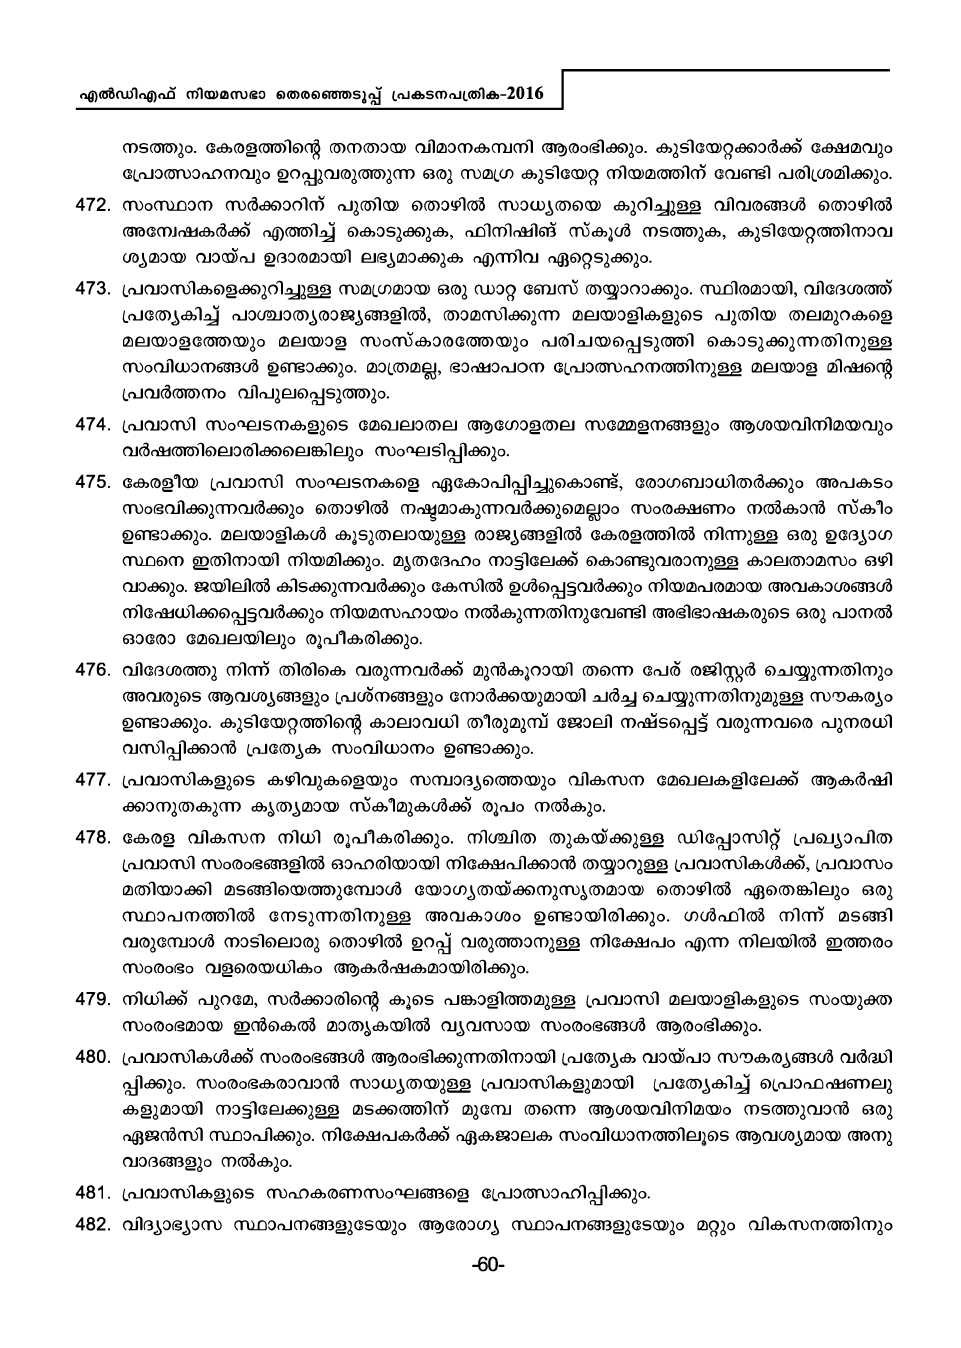 എൽഡിഎഫ് നിയമസഭാ തെരഞ്ഞെടുപ്പ് പ്രകടനപത്രിക-2016
നടത്തും. കേരളത്തിന്റെ തനതായ വിമാനകമ്പനി ആരംഭിക്കും. കുടിയേറ്റക്കാർക്ക് ക്ഷേമവും
പ്രോത്സാഹനവും ഉറപ്പുവരുത്തുന്ന ഒരു സമഗ്ര കുടിയേറ്റ നിയമത്തിന് വേണ്ടി പരിശ്രമിക്കും.
472. സംസ്ഥാന സർക്കാറിന് പുതിയ തൊഴിൽ സാധ്യതയെ കുറിച്ചുള്ള വിവരങ്ങൾ തൊഴിൽ
അന്വേഷകർക്ക് എത്തിച്ച് കൊടുക്കുക, ഫിനിഷിങ് സ്കൂൾ നടത്തുക, കുടിയേറ്റത്തിനാവ
ശ്യമായ വായ്പ ഉദാരമായി ലഭ്യമാക്കുക എന്നിവ ഏറ്റെടുക്കും.
473. പ്രവാസികളെക്കുറിച്ചുള്ള സമഗ്രമായ ഒരു ഡാറ്റ ബേസ് തയ്യാറാക്കും. സ്ഥിരമായി, വിദേശത്ത്
പ്രത്യേകിച്ച് പാശ്ചാത്യരാജ്യങ്ങളിൽ, താമസിക്കുന്ന മലയാളികളുടെ പുതിയ തലമുറകളെ
മലയാളത്തേയും മലയാള സംസ്കാരത്തേയും പരിചയപ്പെടുത്തി കൊടുക്കുന്നതിനുള്ള
സംവിധാനങ്ങൾ ഉണ്ടാക്കും. മാത്രമല്ല, ഭാഷാപഠന പ്രോത്സഹനത്തിനുള്ള മലയാള മിഷന്റെ
പ്രവർത്തനം വിപുലപ്പെടുത്തും.
474. പ്രവാസി സംഘടനകളുടെ മേഖലാതല ആഗോളതല സമ്മേളനങ്ങളും ആശയവിനിമയവും
വർഷത്തിലൊരിക്കലെങ്കിലും സംഘടിപ്പിക്കും.
475. കേരളീയ പ്രവാസി സംഘടനകളെ ഏകോപിപ്പിച്ചുകൊണ്ട്, രോഗബാധിതർക്കും അപകടം
സംഭവിക്കുന്നവർക്കും തൊഴിൽ നഷ്ടമാകുന്നവർക്കുമെല്ലാം സംരക്ഷണം നൽകാൻ സ്കീം
ഉണ്ടാക്കും. മലയാളികൾ കൂടുതലായുള്ള രാജ്യങ്ങളിൽ കേരളത്തിൽ നിന്നുള്ള ഒരു ഉദ്യോഗ
സ്ഥനെ ഇതിനായി നിയമിക്കും. മൃതദേഹം നാട്ടിലേക്ക് കൊണ്ടുവരാനുള്ള കാലതാമസം ഒഴി
വാക്കും. ജയിലിൽ കിടക്കുന്നവർക്കും കേസിൽ ഉൾപ്പെട്ടവർക്കും നിയമപരമായ അവകാശങ്ങൾ
നിഷേധിക്കപ്പെട്ടവർക്കും നിയമസഹായം നൽകുന്നതിനുവേണ്ടി അഭിഭാഷകരുടെ ഒരു പാനൽ
ഓരോ മേഖലയിലും രൂപീകരിക്കും.
476. വിദേശത്തു നിന്ന് തിരികെ വരുന്നവർക്ക് മുൻകൂറായി തന്നെ പേര് രജിസ്റ്റർ ചെയ്യുന്നതിനും
അവരുടെ ആവശ്യങ്ങളും പ്രശ്നങ്ങളും നോർക്കയുമായി ചർച്ച ചെയ്യുന്നതിനുമുള്ള സൗകര്യം
ഉണ്ടാക്കും. കുടിയേറ്റത്തിന്റെ കാലാവധി തീരുമുമ്പ് ജോലി നഷ്ടപ്പെട്ട് വരുന്നവരെ പുനരധി
വസിപ്പിക്കാൻ പ്രത്യേക സംവിധാനം ഉണ്ടാക്കും.
477. പ്രവാസികളുടെ കഴിവുകളെയും സമ്പാദ്യത്തെയും വികസന മേഖലകളിലേക്ക് ആകർഷി
ക്കാനുതകുന്ന കൃത്യമായ സ്കീമുകൾക്ക് രൂപം നൽകും.
478. കേരള വികസന നിധി രൂപീകരിക്കും. നിശ്ചിത തുകയ്ക്കുള്ള ഡിപ്പോസിറ്റ് പ്രഖ്യാപിത
പ്രവാസി സംരംഭങ്ങളിൽ ഓഹരിയായി നിക്ഷേപിക്കാൻ തയ്യാറുള്ള പ്രവാസികൾക്ക്, പ്രവാസം
മതിയാക്കി മടങ്ങിയെത്തുമ്പോൾ യോഗ്യതയ്ക്കനുസൃതമായ തൊഴിൽ ഏതെങ്കിലും ഒരു
സ്ഥാപനത്തിൽ നേടുന്നതിനുള്ള അവകാശം ഉണ്ടായിരിക്കും. ഗൾഫിൽ നിന്ന് മടങ്ങി
വരുമ്പോൾ നാടിലൊരു തൊഴിൽ ഉറപ്പ് വരുത്താനുള്ള നിക്ഷേപം എന്ന നിലയിൽ ഇത്തരം
സംരംഭം വളരെയധികം ആകർഷകമായിരിക്കും.
479. നിധിക്ക് പുറമേ, സർക്കാരിന്റെ കൂടെ പങ്കാളിത്തമുള്ള പ്രവാസി മലയാളികളുടെ സംയുക്ത
സംരംഭമായ ഇൻകെൽ മാതൃകയിൽ വ്യവസായ സംരംഭങ്ങൾ ആരംഭിക്കും.
480. പ്രവാസികൾക്ക് സംരംഭങ്ങൾ ആരംഭിക്കുന്നതിനായി പ്രത്യേക വായ്പാ സൗകര്യങ്ങൾ വർദ്ധി
പ്പിക്കും. സംരംഭകരാവാൻ സാധ്യതയുള്ള പ്രവാസികളുമായി പ്രത്യേകിച്ച് പ്രൊഫഷണലു
കളുമായി നാട്ടിലേക്കുള്ള മടക്കത്തിന് മുമ്പേ തന്നെ ആശയവിനിമയം നടത്തുവാൻ ഒരു
ഏജൻസി സ്ഥാപിക്കും. നിക്ഷേപകർക്ക് ഏകജാലക സംവിധാനത്തിലൂടെ ആവശ്യമായ അനു
വാദങ്ങളും നൽകും.
481. പ്രവാസികളുടെ സഹകരണസംഘങ്ങളെ പ്രോത്സാഹിപ്പിക്കും.
482. വിദ്യാഭ്യാസ സ്ഥാപനങ്ങളുടേയും ആരോഗ്യ സ്ഥാപനങ്ങളുടേയും മറ്റും വികസനത്തിനും
-60-